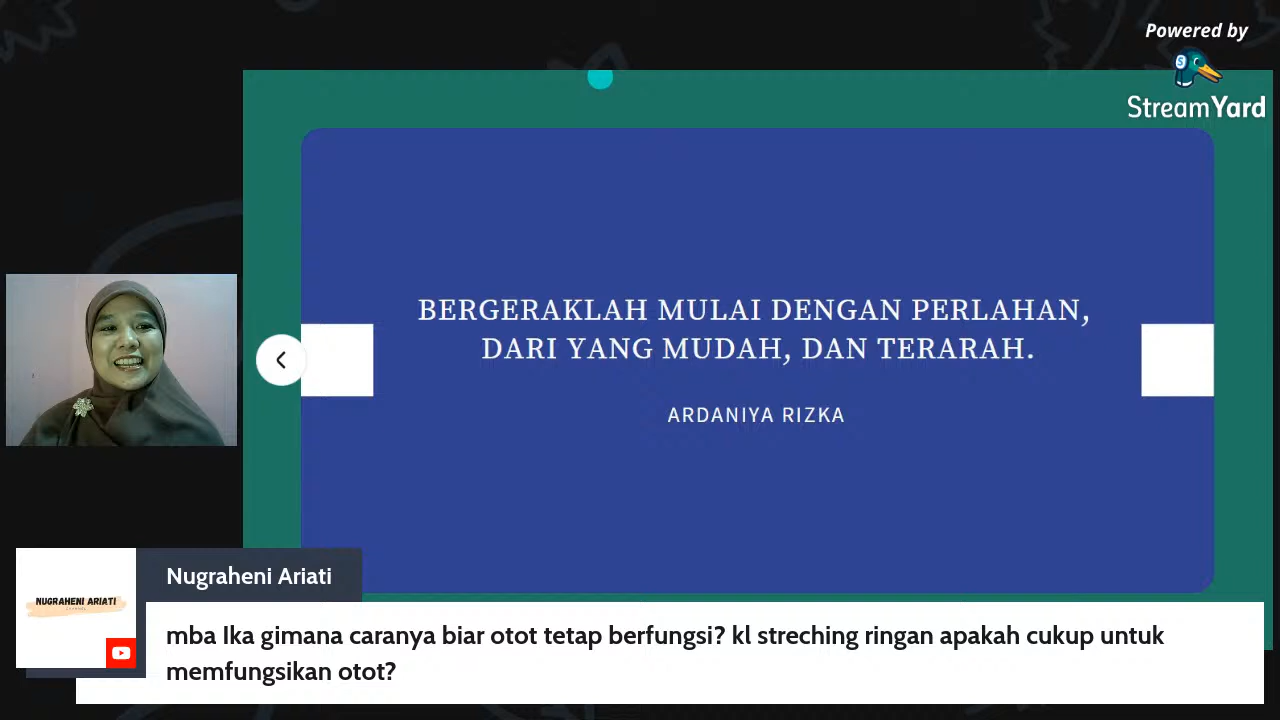 Powered by
StreamYard
BERGERAKLAH MULAI DENGAN PERLAHAN,
DARI YANG MUDAH, DAN TERARAH.
ARDANIYA RIZKA
NUGRAHENI ARIATI
Nugraheni Ariati
mba Ika gimana caranya biar otot tetap berfungsi? kl streching ringan apakah cukup untuk
memfungsikan otot?